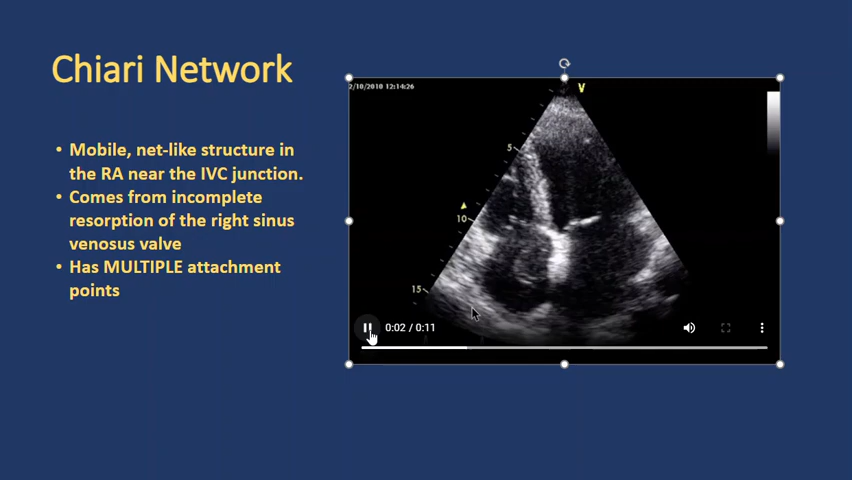 Chiari Network
• Mobile, net-like structure in
the RA near the IVC junction.
• Comes from incomplete
resorption of the right sinus
venosus valve
• Has MULTIPLE attachment
points
2/10/2010 12:14:26
V
5
10
15
0:02 / 0:11